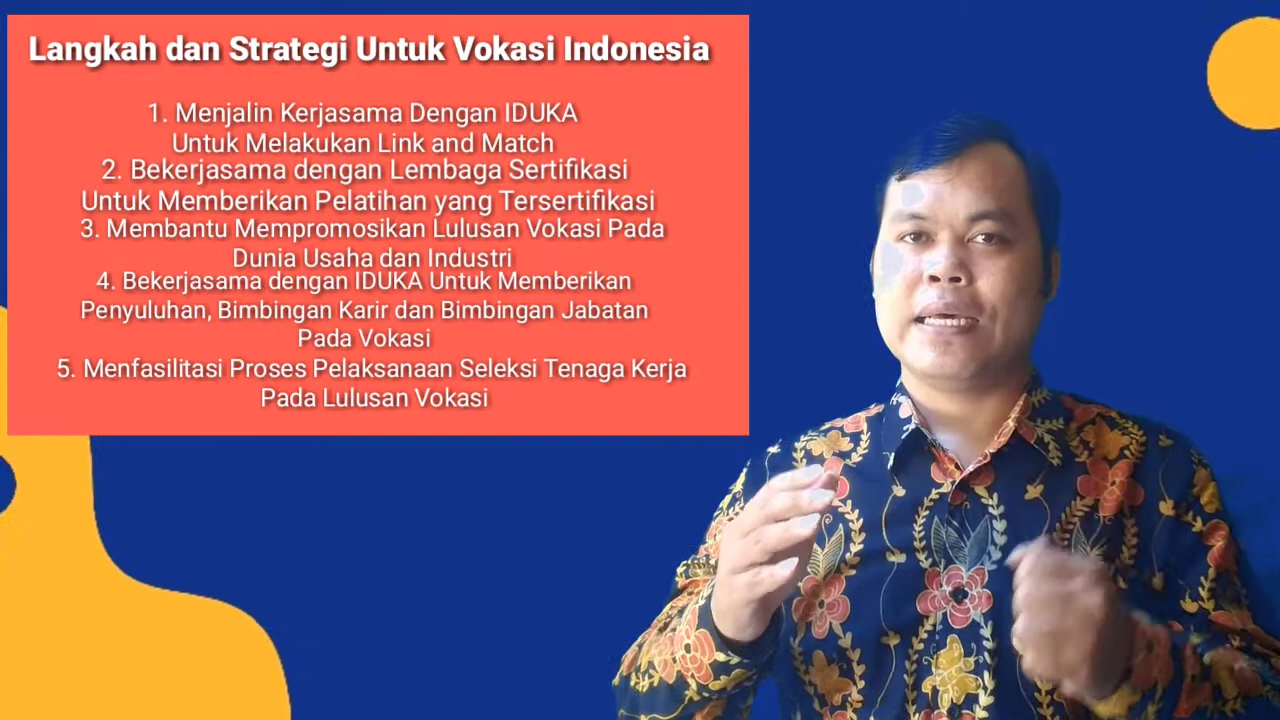 Langkah dan Strategi Untuk Vokasi Indonesia
1. Menjalin Kerjasama Dengan IDUKA
Untuk Melakukan Link and Match
2. Bekerjasama dengan Lembaga Sertifikasi
Untuk Memberikan Pelatihan yang Tersertifikasi
3. Membantu Mempromosikan Lulusan Vokasi Pada
Dunia Usaha dan Industri
4. Bekerjasama dengan IDUKA Untuk Memberikan
Penyuluhan, Bimbingan Karir dan Bimbingan Jabatan
Pada Vokasi
5. Menfasilitasi Proses Pelaksanaan Seleksi Tenaga Kerja
Pada Lulusan Vokasi